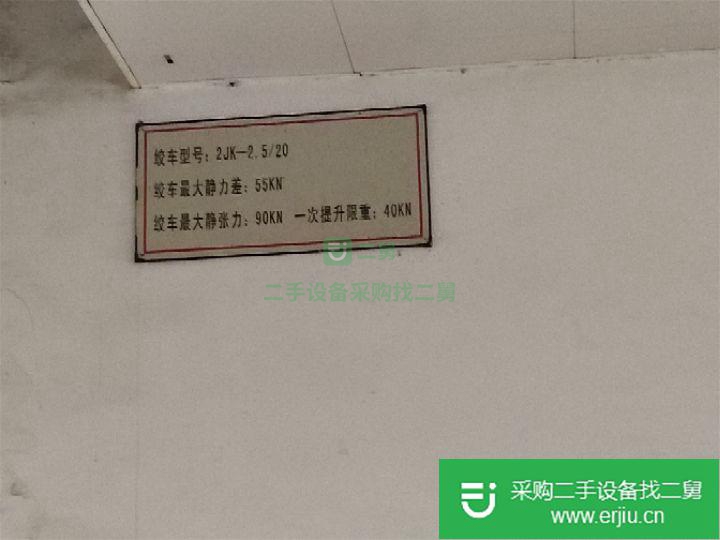 绞车型号：2JK—2.5/20
绞车最大静力差：55KN
绞车最大静张力：90KN 一次提升限重：40KN
二舅
二手设备采购找二舅
采购二手设备找二舅
www.erjiu.cn